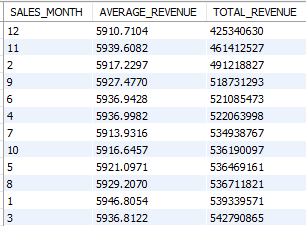 SALES_MONTH AVERAGE_REVENUE TOTAL_REVENUE
12 5910.7104 425340630
11 5939.6082 461412527
2 5917.2297 491218827
9 5927.4770 518731293
6 5936.9428 521085473
4 5936.9982 522063998
7 5913.9316 534938767
10 5916.6457 536190097
5 5921.0971 536469161
8 5929.2070 536711821
1 5946.8054 539339571
3 5936.8122 542790865